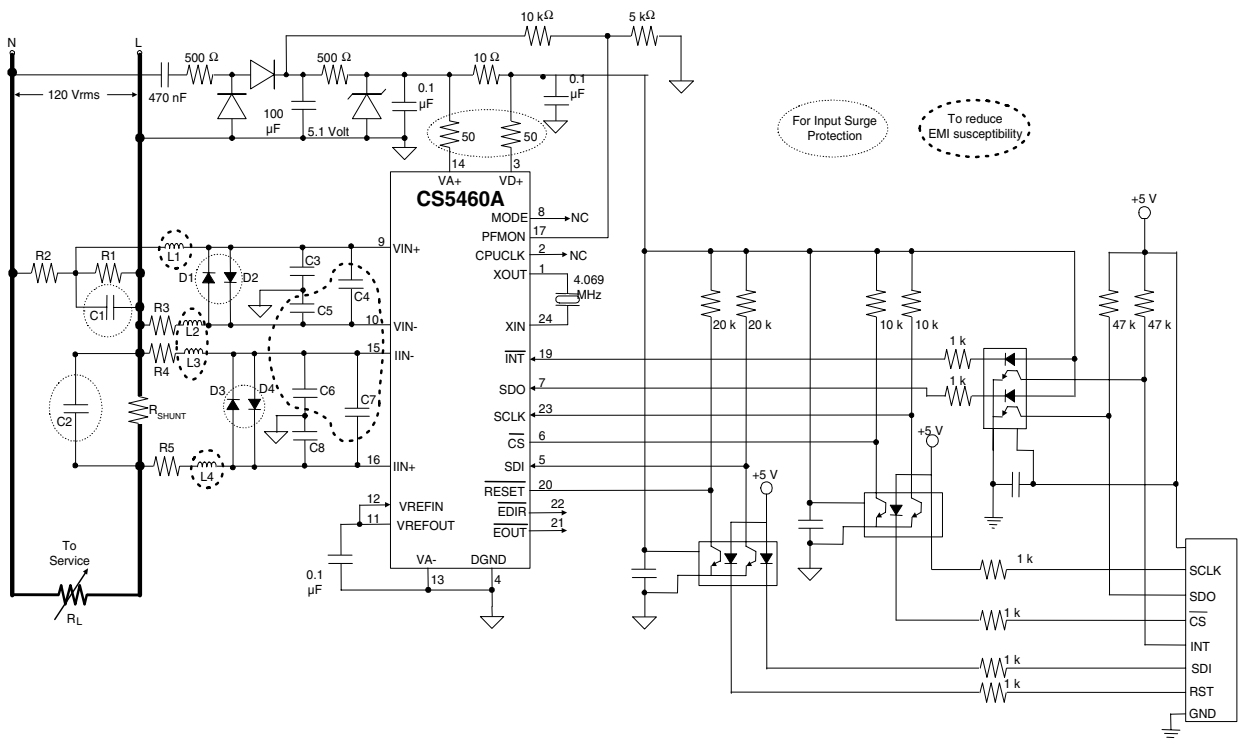 N
L
10 kΩ
5 kΩ
500 Ω
500 Ω
10 Ω
120 Vrms
470 nF
100 µF
5.1 Volt
0.1 µF
0.1 µF
50
50
14
3
VA+
VD+
CS5460A
For Input Surge Protection
To reduce EMI susceptibility
MODE
8
NC
PFMON
17
CPUCLK
2
NC
XOUT
1
4.069 MHz
XIN
24
INT
19
SDO
7
SCLK
23
CS
6
SDI
5
RESET
20
EDIR
22
EOUT
21
9
VIN+
10
VIN-
15
IIN-
16
IIN+
12
VREFIN
11
VREFOUT
VA-
13
DGND
4
R2
R1
C1
L1
D1
D2
C3
C4
C5
R3
L2
L3
R4
C2
RSHUNT
D3
D4
C6
C7
C8
R5
L4
0.1 µF
To Service
RL
20 k
20 k
10 k
10 k
+5 V
47 k
47 k
1 k
1 k
+5 V
+5 V
1 k
1 k
1 k
1 k
SCLK
SDO
CS
INT
SDI
RST
GND